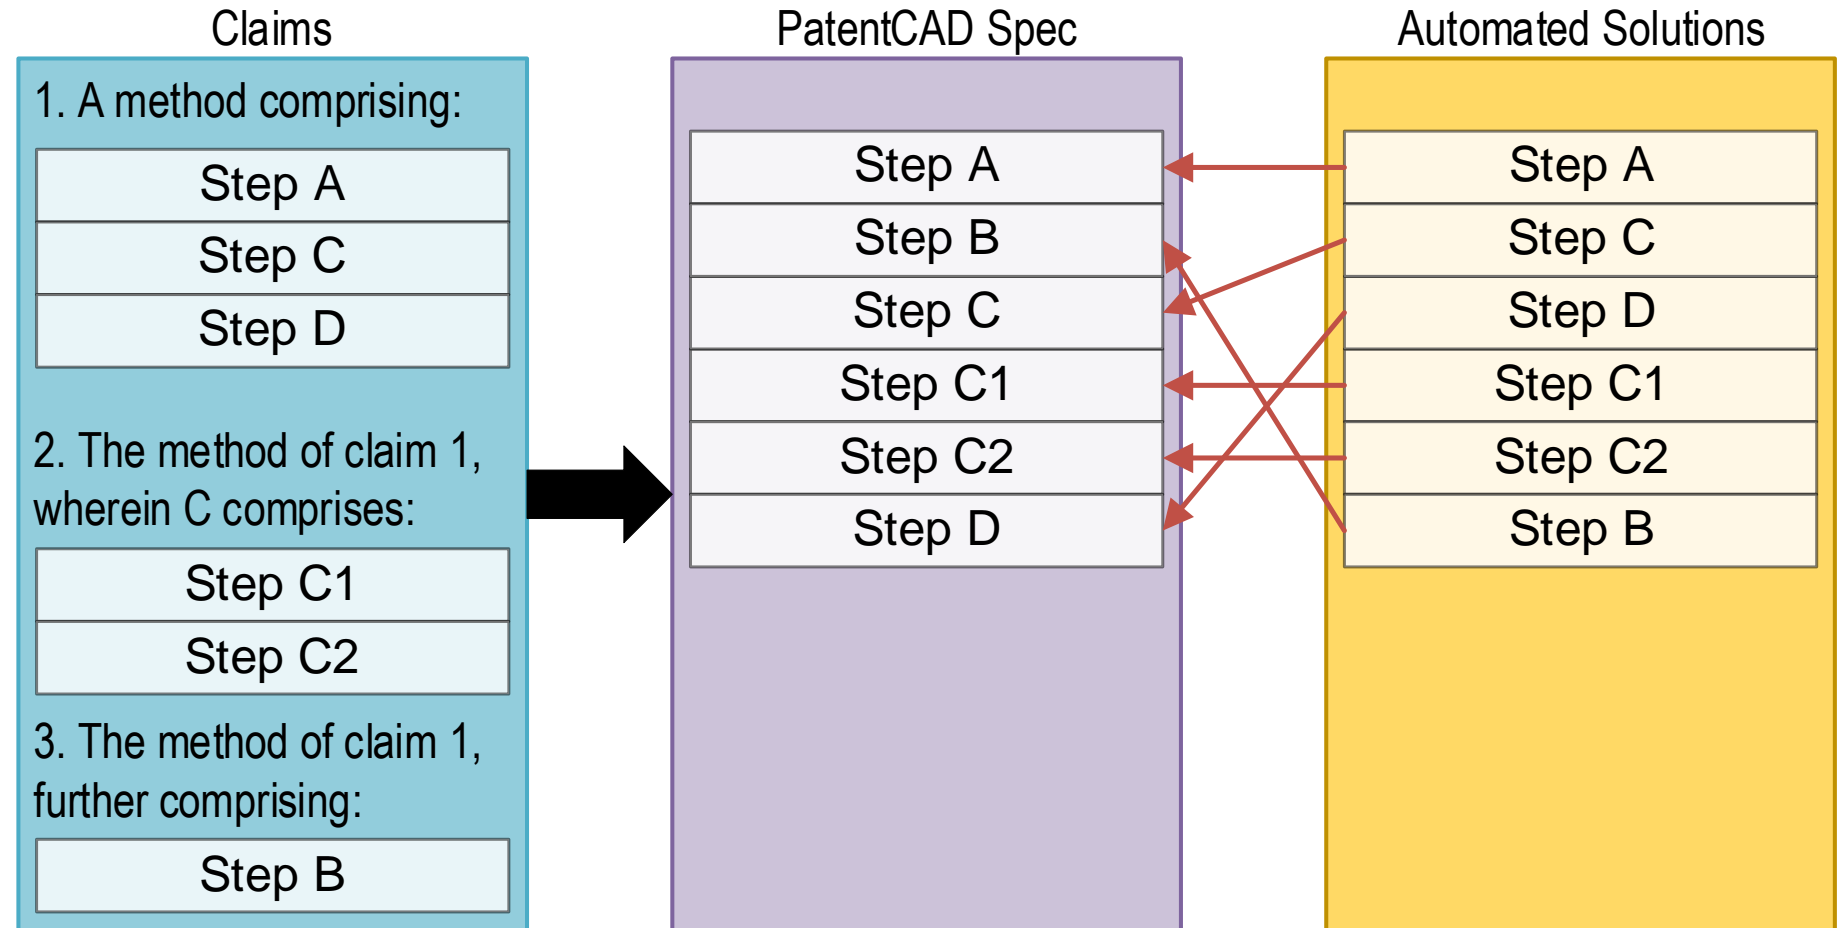 Claims
1. A method comprising:
Step A
Step C
Step D
2. The method of claim 1,
wherein C comprises:
Step C1
Step C2
3. The method of claim 1,
further comprising:
Step B
PatentCAD Spec
Step A
Step B
Step C
Step C1
Step C2
Step D
Automated Solutions
Step A
Step C
Step D
Step C1
Step C2
Step B